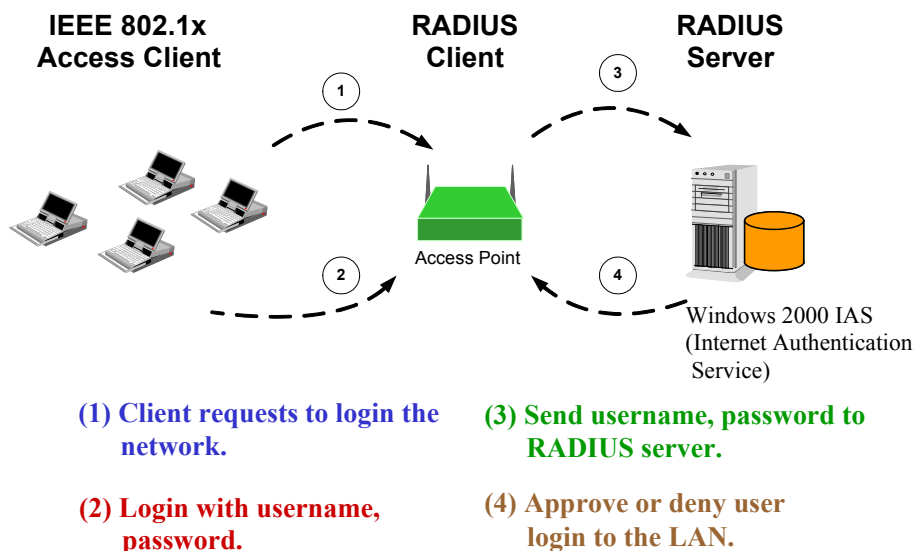 IEEE 802.1x
Access Client
RADIUS
Client
RADIUS
Server
1
3
Access Point
2
4
Windows 2000 IAS
(Internet Authentication
Service)
(1) Client requests to login the
network.
(2) Login with username,
password.
(3) Send username, password to
RADIUS server.
(4) Approve or deny user
login to the LAN.